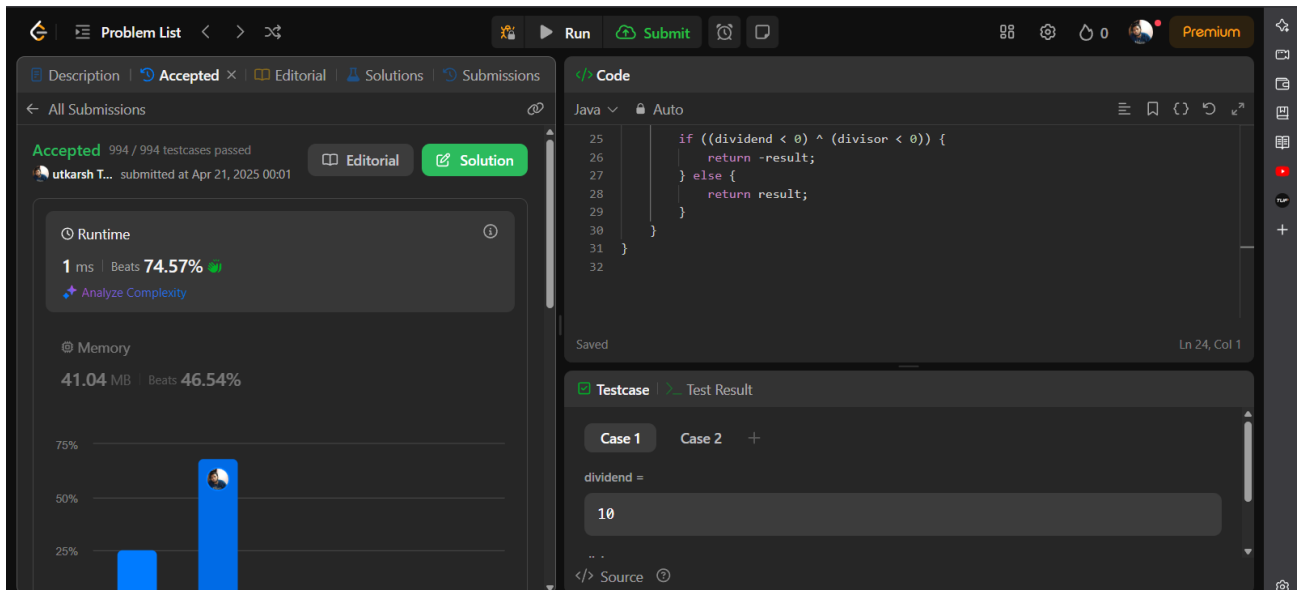 Problem List
Run
Submit
0
Premium
Description
Accepted
Editorial
Solutions
Submissions
All Submissions
Accepted 994 / 994 testcases passed
utkarsh T... submitted at Apr 21, 2025 00:01
Editorial
Solution
Runtime
1 ms Beats 74.57%
Analyze Complexity
Memory
41.04 MB Beats 46.54%
75%
50%
25%
</> Code
Java
Auto
25 if ((dividend < 0) ^ (divisor < 0)) {
26 return -result;
27 } else {
28 return result;
29 }
30 }
31 }
32
Saved
Ln 24, Col 1
Testcase
>_ Test Result
Case 1
Case 2
+
dividend =
10
</> Source
TUF